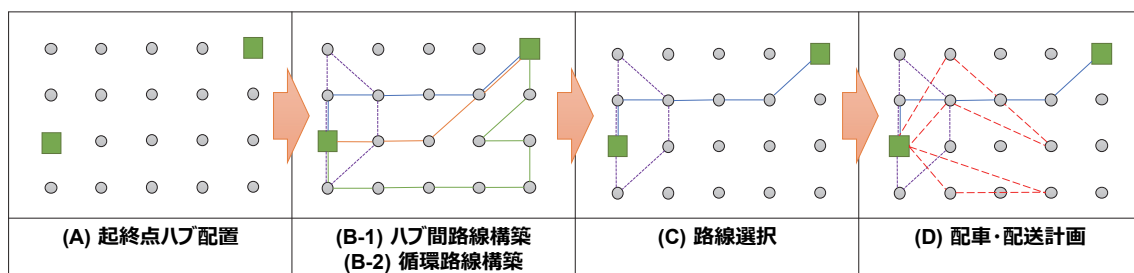 (A) 起終点ハブ配置
(B-1) ハブ間路線構築
(B-2) 循環路線構築
(C) 路線選択
(D) 配車・配送計画